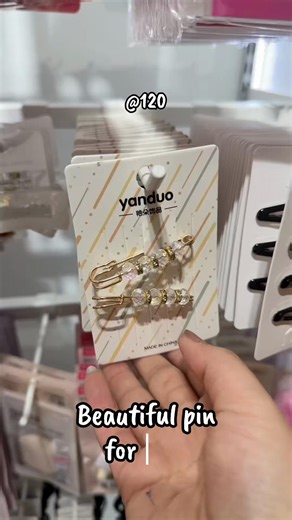 @120
yanduo
MADE IN CHINA
Beautiful pin
for